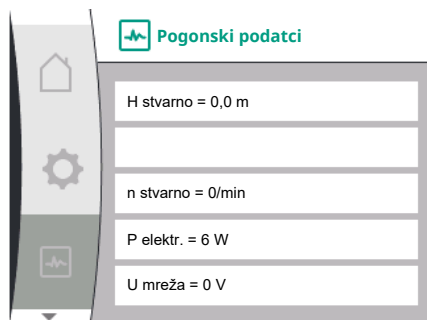 Pogonski podatci
H stvarno = 0,0 m
n stvarno = 0/min
P elektr. = 6 W
U mreža = 0 V